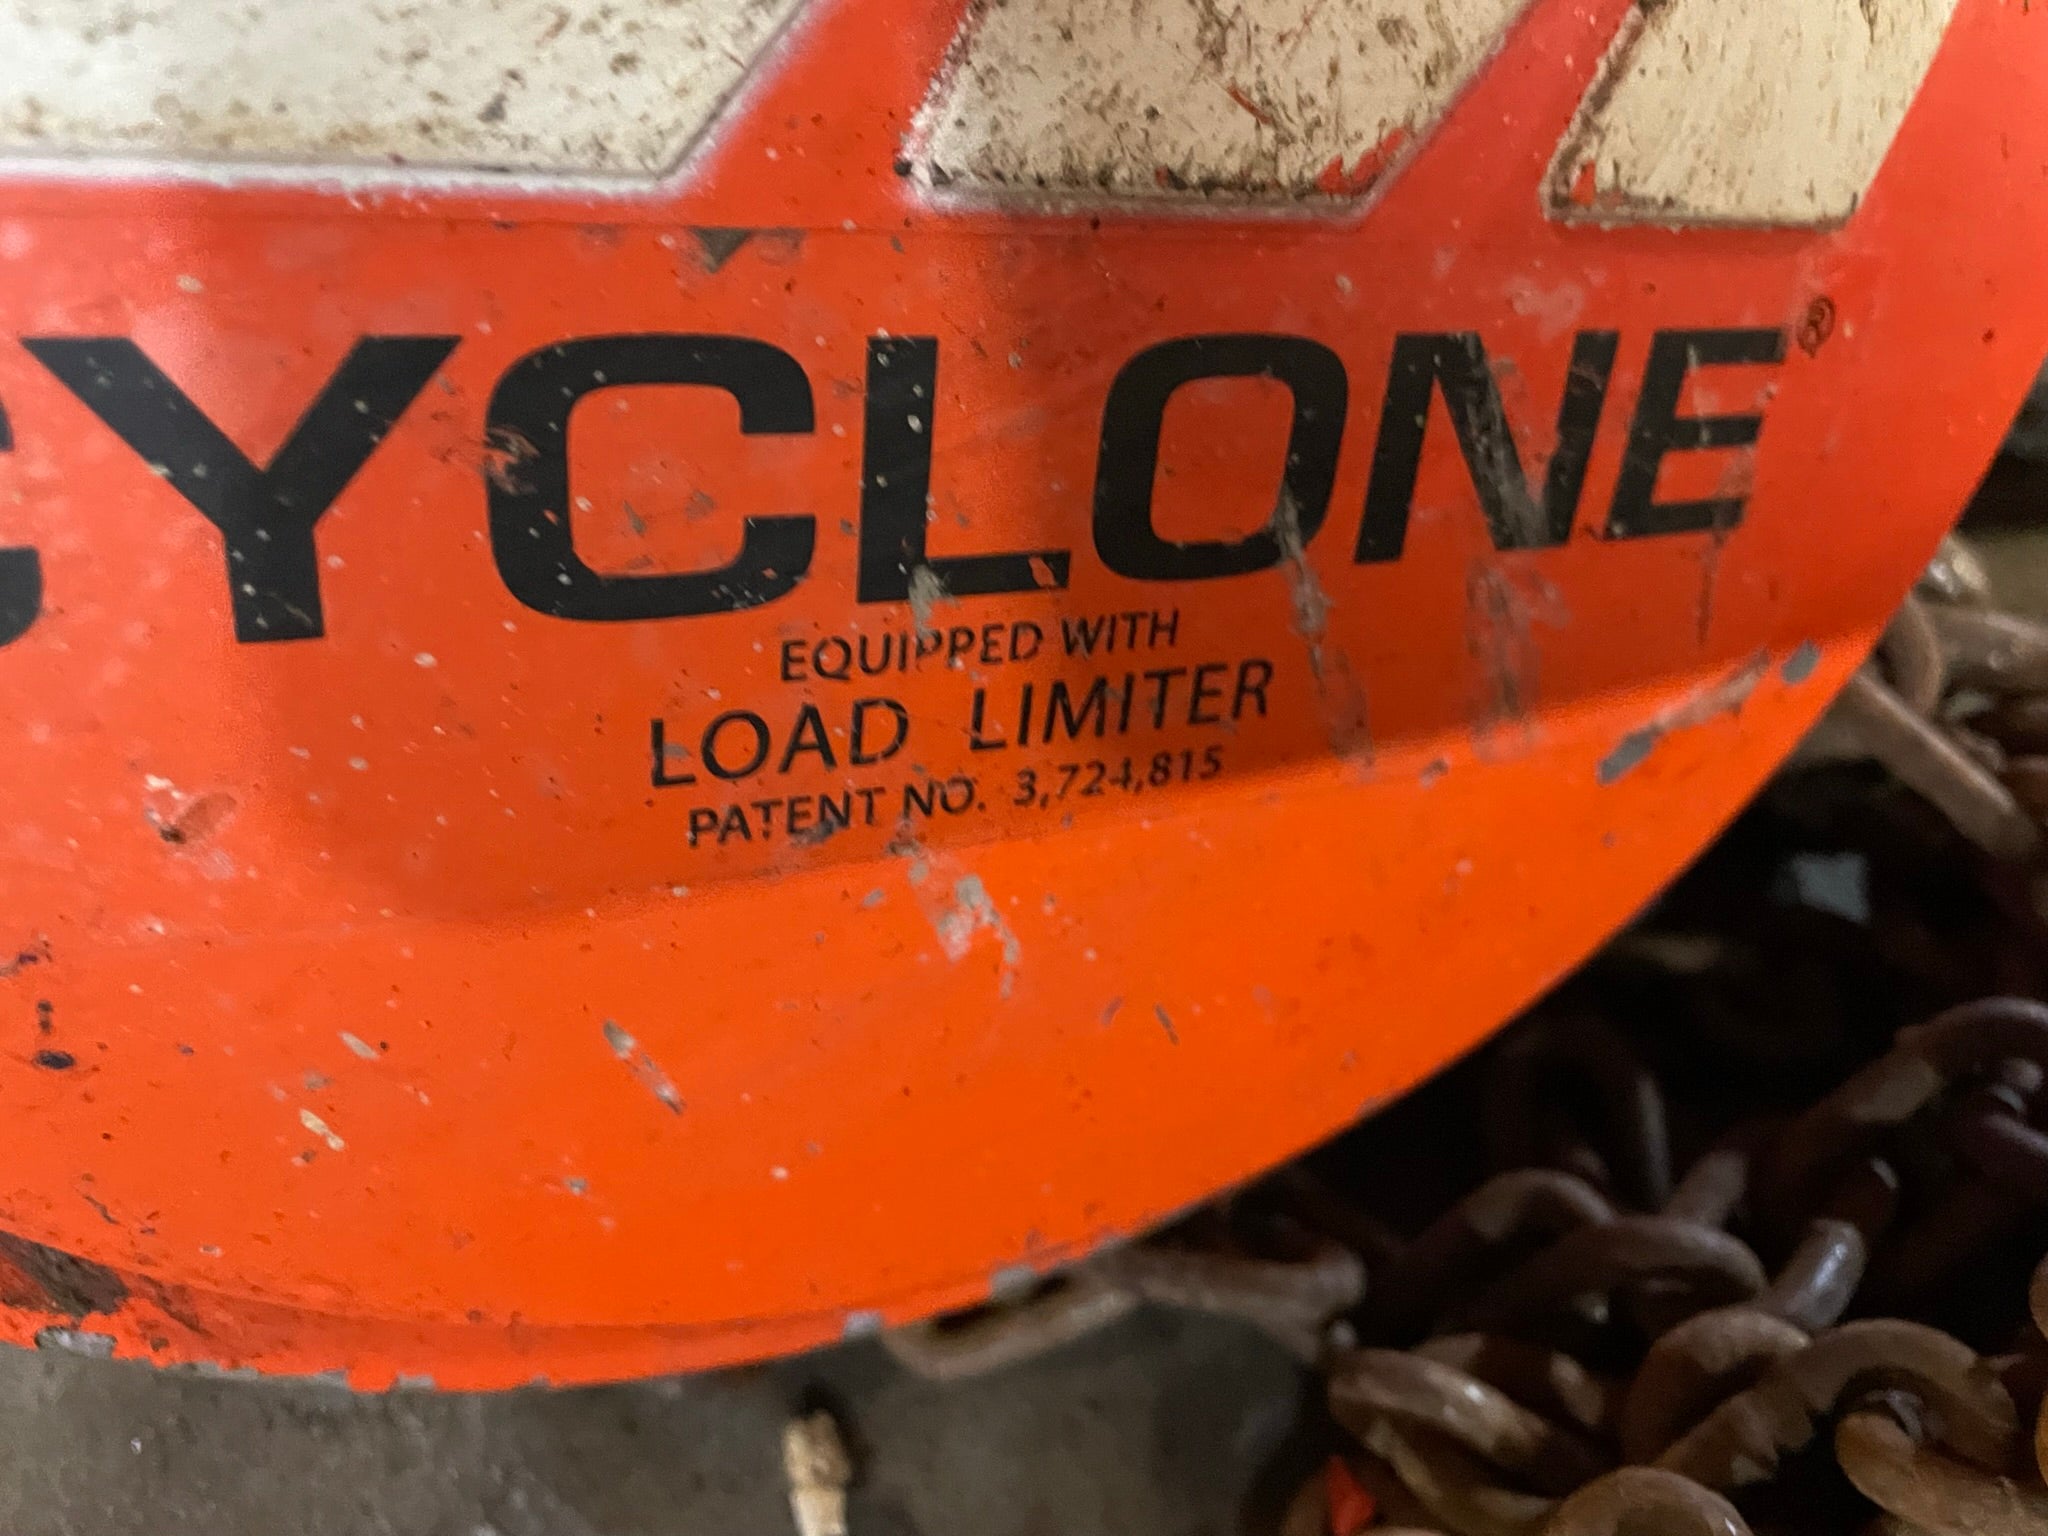 CYCLONE®
EQUIPPED WITH
LOAD LIMITER
PATENT NO. 3,724,815